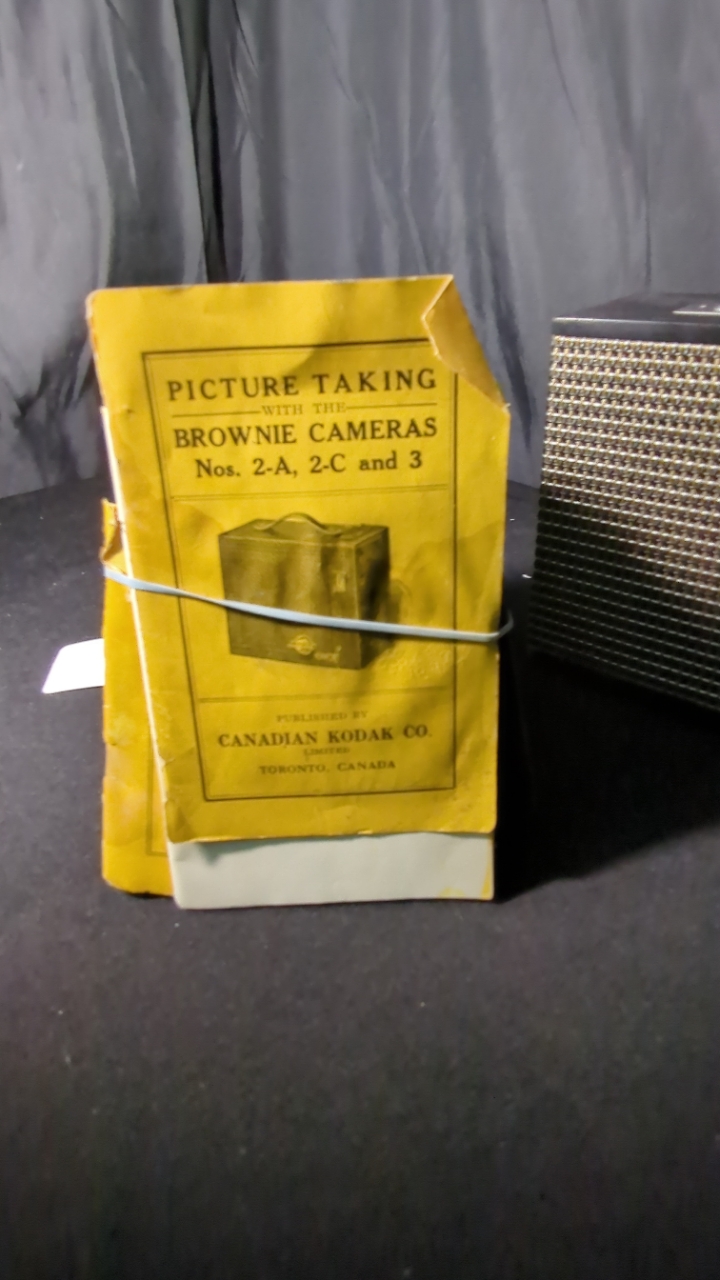 PICTURE TAKING
WITH THE
BROWNIE CAMERAS
Nos. 2-A, 2-C and 3
PUBLISHED BY
CANADIAN KODAK CO.
LIMITED
TORONTO, CANADA